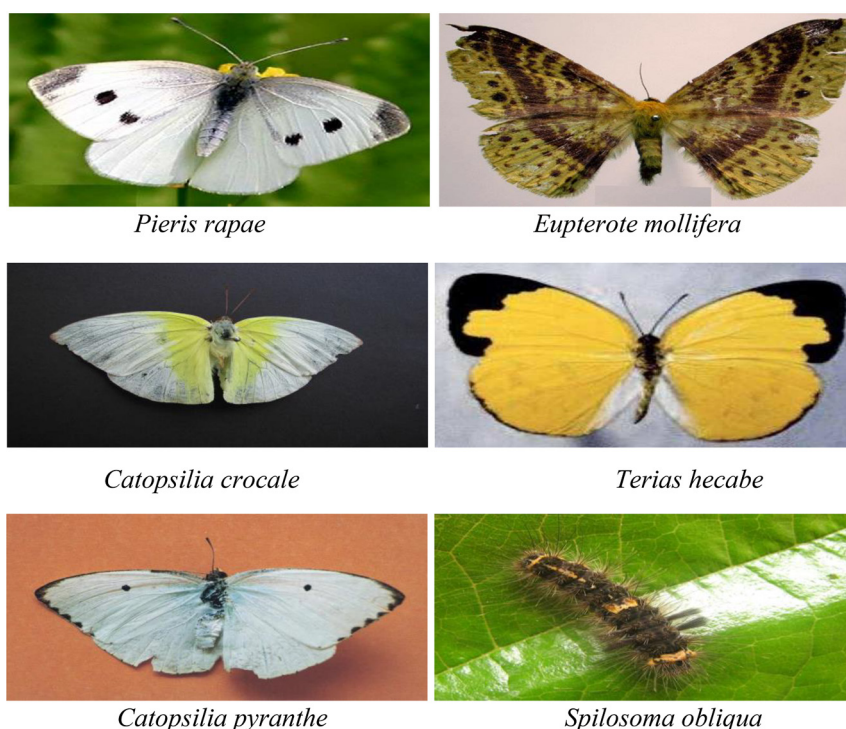 Pieris rapae
Eupterote mollifera
Catopsilia crocale
Terias hecabe
Catopsilia pyranthe
Spilosoma obliqua